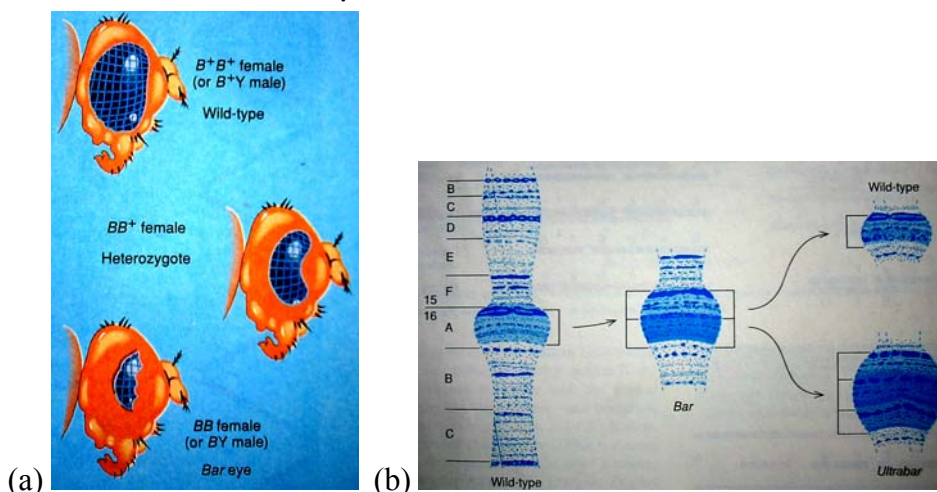 B⁺B⁺ female
(or B⁺Y male)
Wild-type
BB⁺ female
Heterozygote
BB female
(or BY male)
Bar eye
(a)
(b)
B
C
D
E
F
15
16
A
B
C
Wild-type
Bar
Wild-type
Ultrabar